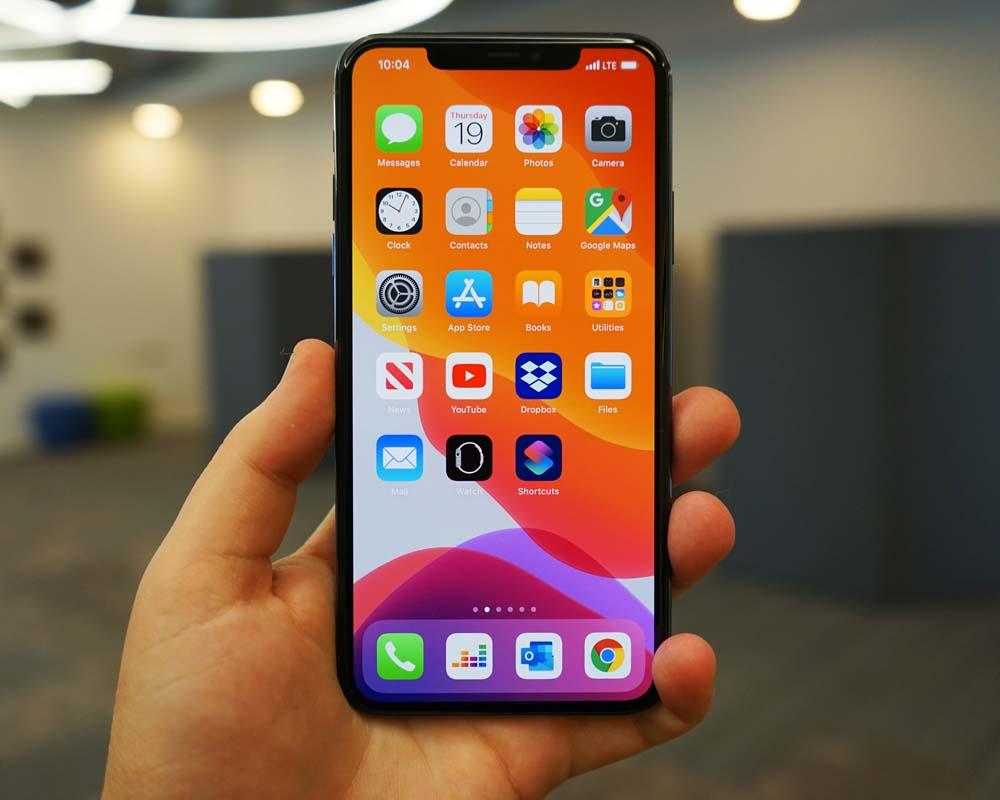 10:04 LTE
Thursday
19
Messages Calendar Photos Camera
G
Clock Contacts Notes Google Maps
Settings App Store Books Utilities
News YouTube Dropbox Files
Mail Watch Shortcuts
O